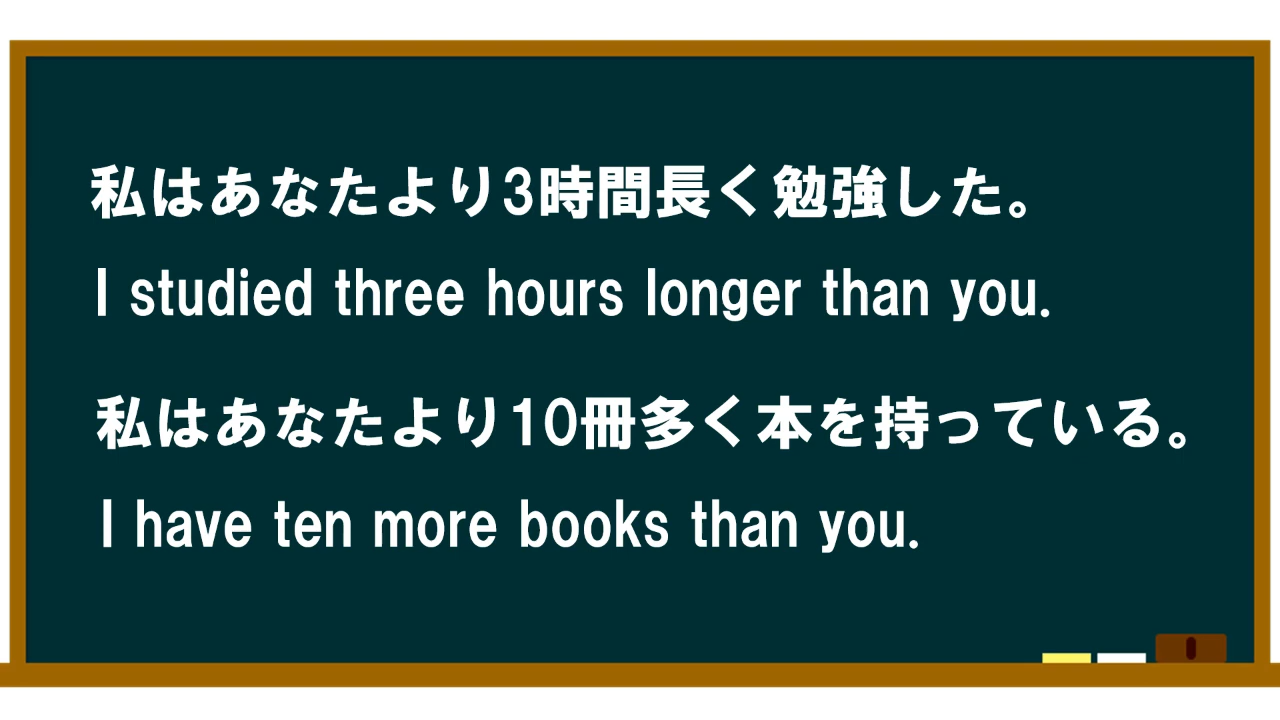 私はあなたより3時間長く勉強した。
I studied three hours longer than you.
私はあなたより10冊多く本を持っている。
I have ten more books than you.